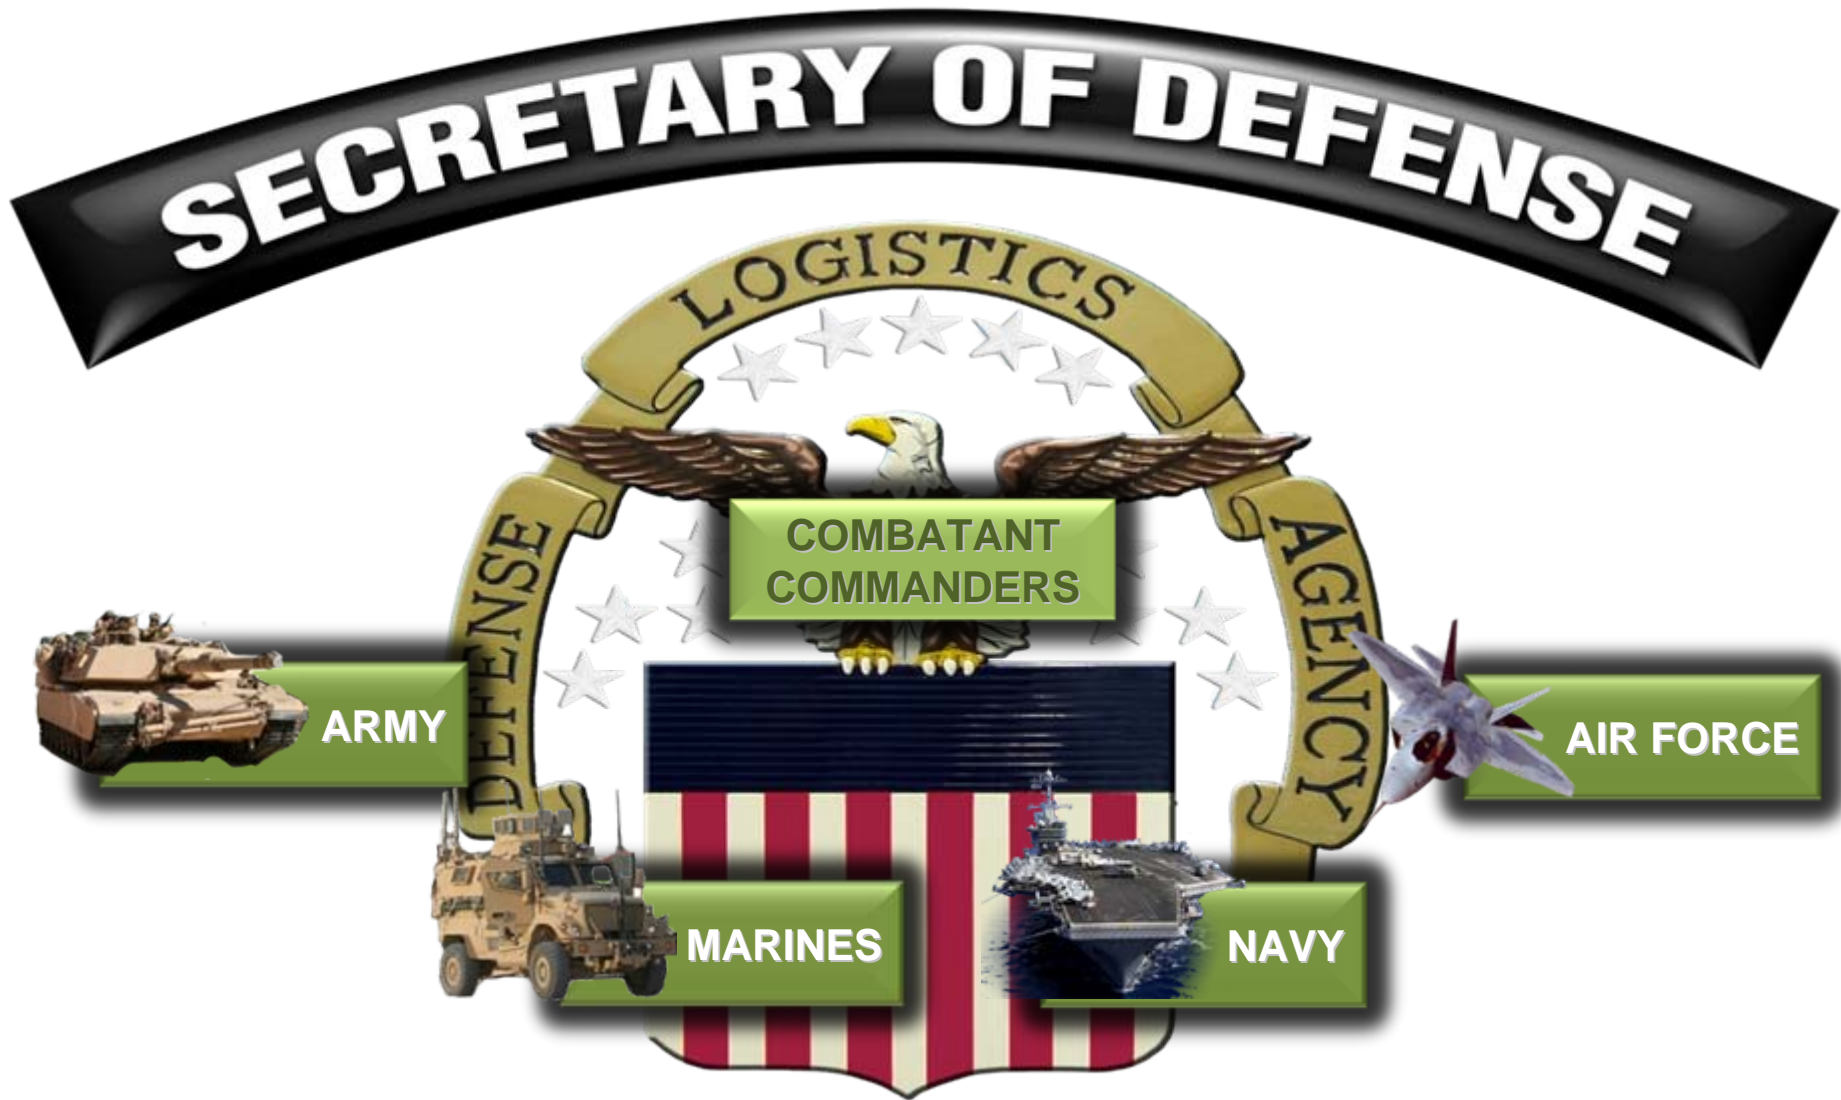 SECRETARY OF DEFENSE
DEFENSE LOGISTICS AGENCY
COMBATANT
COMMANDERS
ARMY
AIR FORCE
MARINES
NAVY